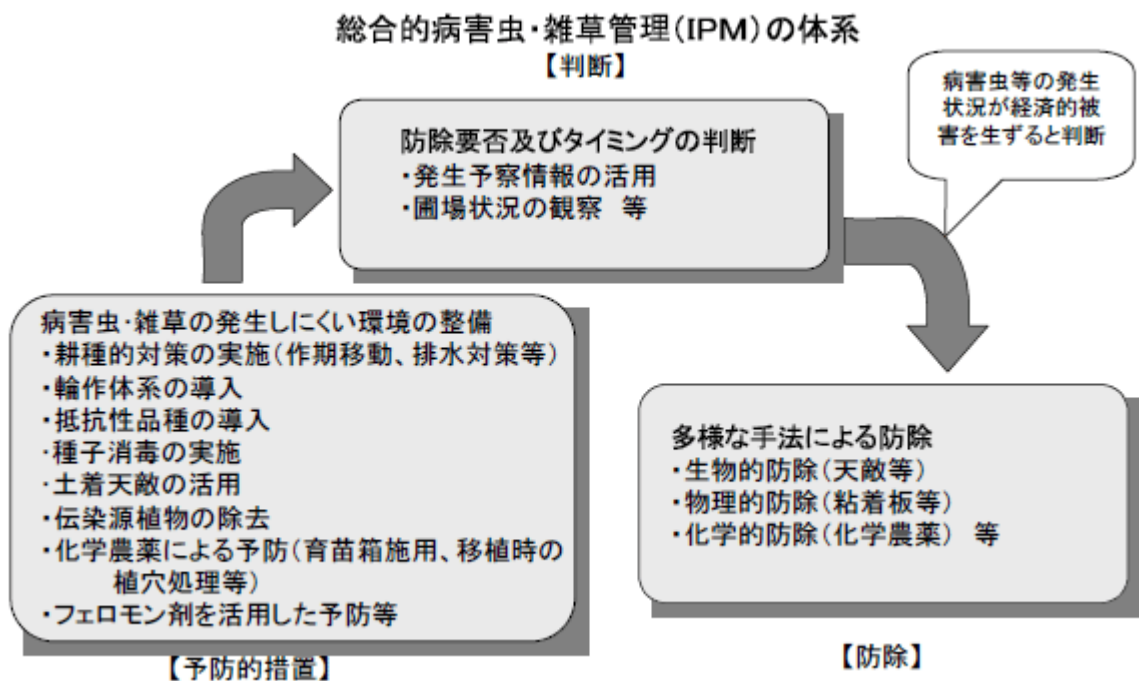 総合的病害虫・雑草管理(IPM)の体系
【判断】
病害虫等の発生
状況が経済的被
害を生ずると判断
防除要否及びタイミングの判断
・発生予察情報の活用
・圃場状況の観察 等
病害虫・雑草の発生しにくい環境の整備
・耕種的対策の実施(作期移動、排水対策等)
・輪作体系の導入
・抵抗性品種の導入
・種子消毒の実施
・土着天敵の活用
・伝染源植物の除去
・化学農薬による予防(育苗箱施用、移植時の
植穴処理等)
・フェロモン剤を活用した予防等
【予防的措置】
多様な手法による防除
・生物的防除(天敵等)
・物理的防除(粘着板等)
・化学的防除(化学農薬) 等
【防除】